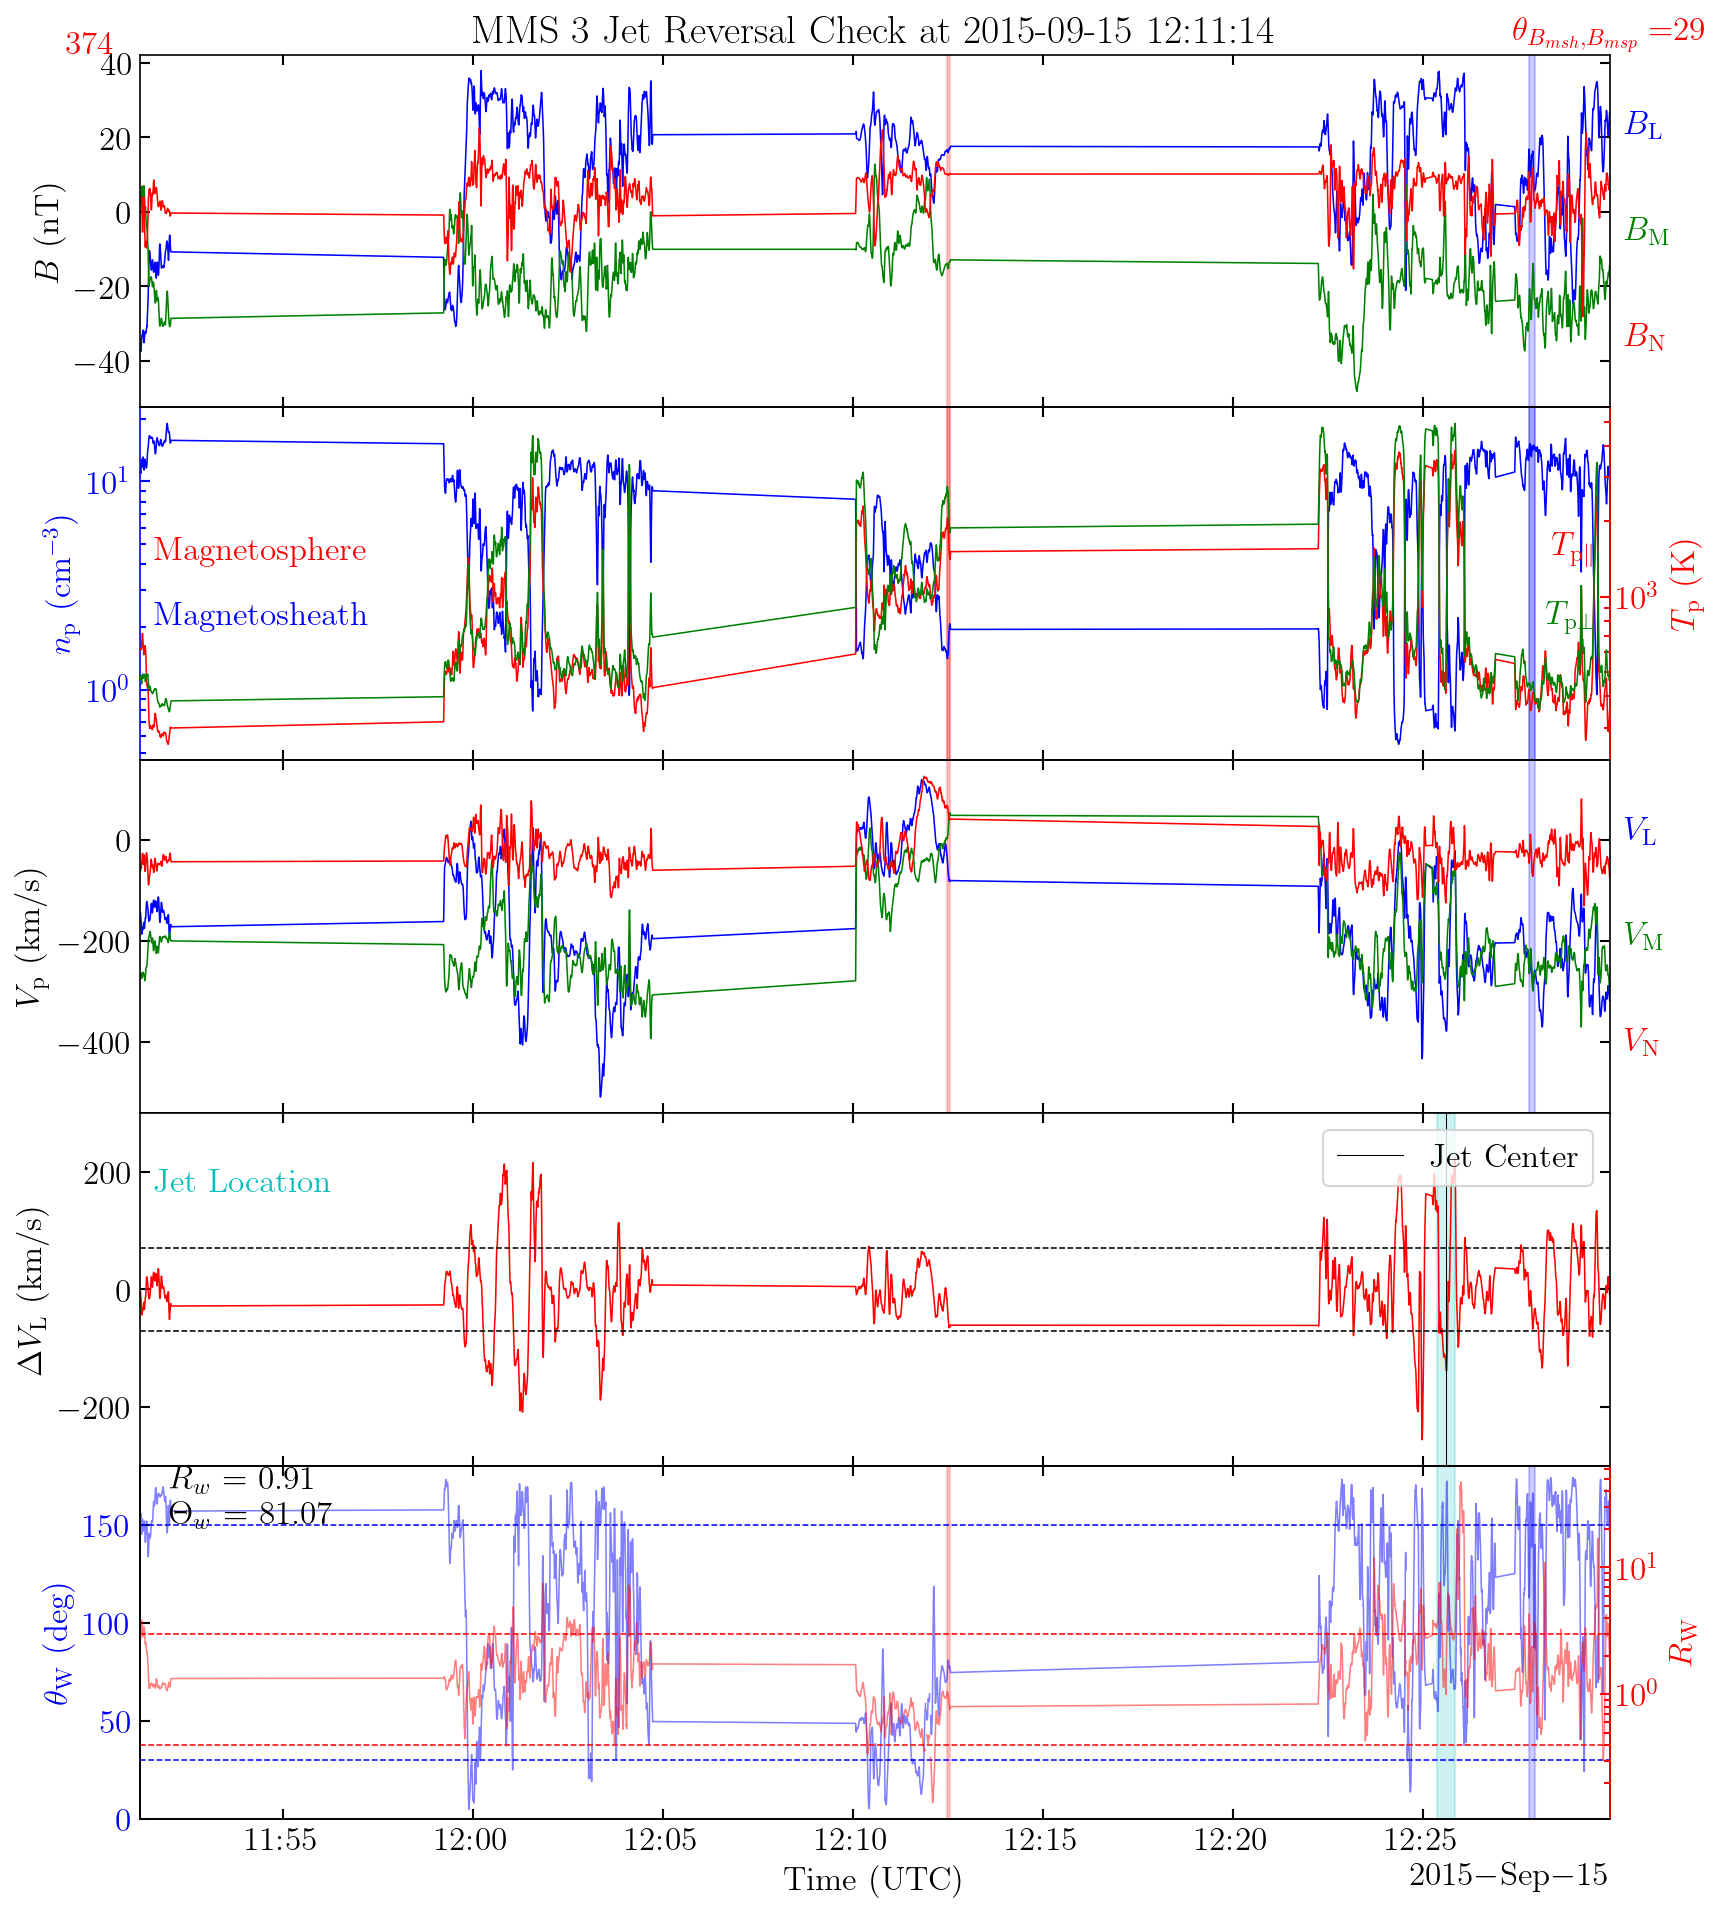 MMS 3 Jet Reversal Check at 2015-09-15 12:11:14
374
θ_{B_{msh},B_{msp}} =29
40
20
0
−20
−40
B (nT)
B_L
B_M
B_N
10^1
10^0
n_p (cm^{−3})
Magnetosphere
Magnetosheath
T_{p||}
T_{p⊥}
10^3
T_p (K)
0
−200
−400
V_p (km/s)
V_L
V_M
V_N
200
0
−200
ΔV_L (km/s)
Jet Location
Jet Center
R_w = 0.91
Θ_w = 81.07
150
100
50
0
θ_W (deg)
10^1
10^0
R_W
11:55 12:00 12:05 12:10 12:15 12:20 12:25
Time (UTC)
2015−Sep−15